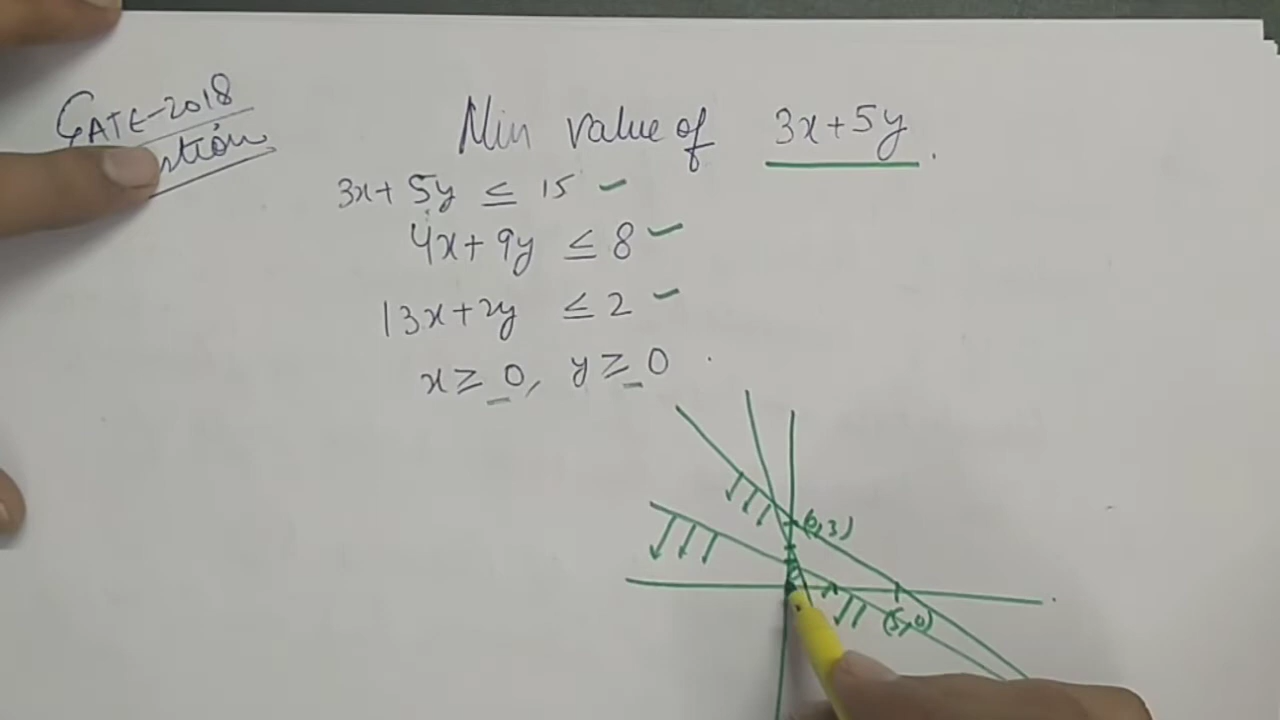 GATE-2018
Min value of 3x+5y.
3x+ 5y ≤ 15
4x+9y ≤ 8
13x+2y ≤ 2
x ≥ 0, y ≥ 0
(0,3)
(5,0)